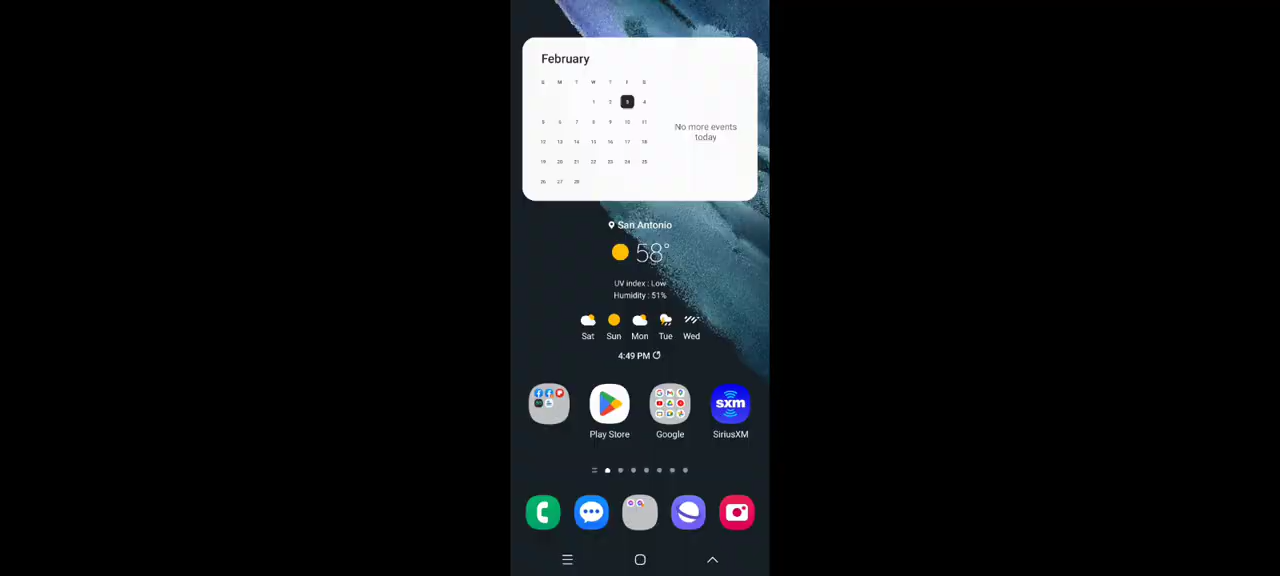 February
S M T W T F S
1 2 3 4
5 6 7 8 9 10 11
No more events
today
12 13 14 15 16 17 18
19 20 21 22 23 24 25
26 27 28
San Antonio
58°
UV index : Low
Humidity : 51%
Sat Sun Mon Tue Wed
4:49 PM
sxm
Play Store Google SiriusXM